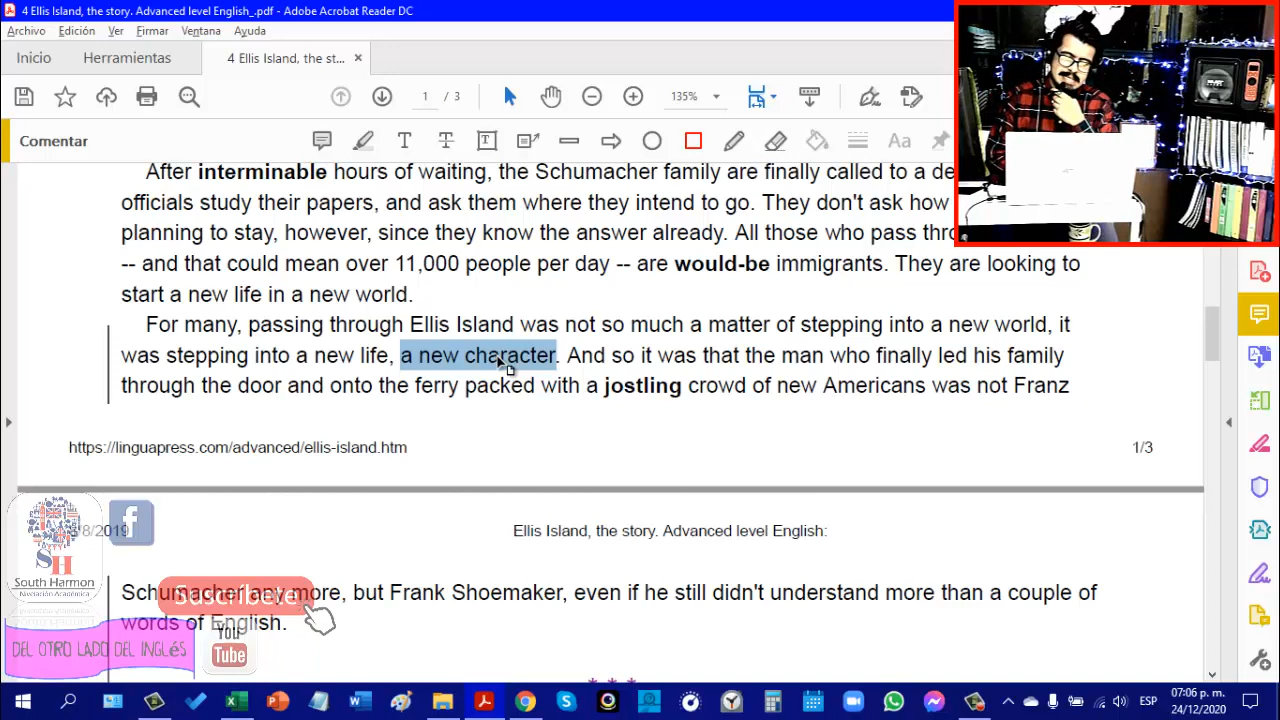 4 Ellis Island, the story. Advanced level English_.pdf - Adobe Acrobat Reader DC
Archivo Edición Ver Firmar Ventana Ayuda
Inicio Herramientas 4 Ellis Island, the st... ×
1 / 3 135%
Comentar
After interminable hours of waiting, the Schumacher family are finally called to a de
officials study their papers, and ask them where they intend to go. They don't ask how
planning to stay, however, since they know the answer already. All those who pass thro
-- and that could mean over 11,000 people per day -- are would-be immigrants. They are looking to
start a new life in a new world.
For many, passing through Ellis Island was not so much a matter of stepping into a new world, it
was stepping into a new life, a new character. And so it was that the man who finally led his family
through the door and onto the ferry packed with a jostling crowd of new Americans was not Franz
https://linguapress.com/advanced/ellis-island.htm 1/3
/8/2019 Ellis Island, the story. Advanced level English:
SH
South Harmon
Nivelación Académica
Schumacher any more, but Frank Shoemaker, even if he still didn't understand more than a couple of
words of English.
Suscríbete
DEL OTRO LADO DEL INGLéS
You
Tube
* * *
ESP
07:06 p. m.
24/12/2020